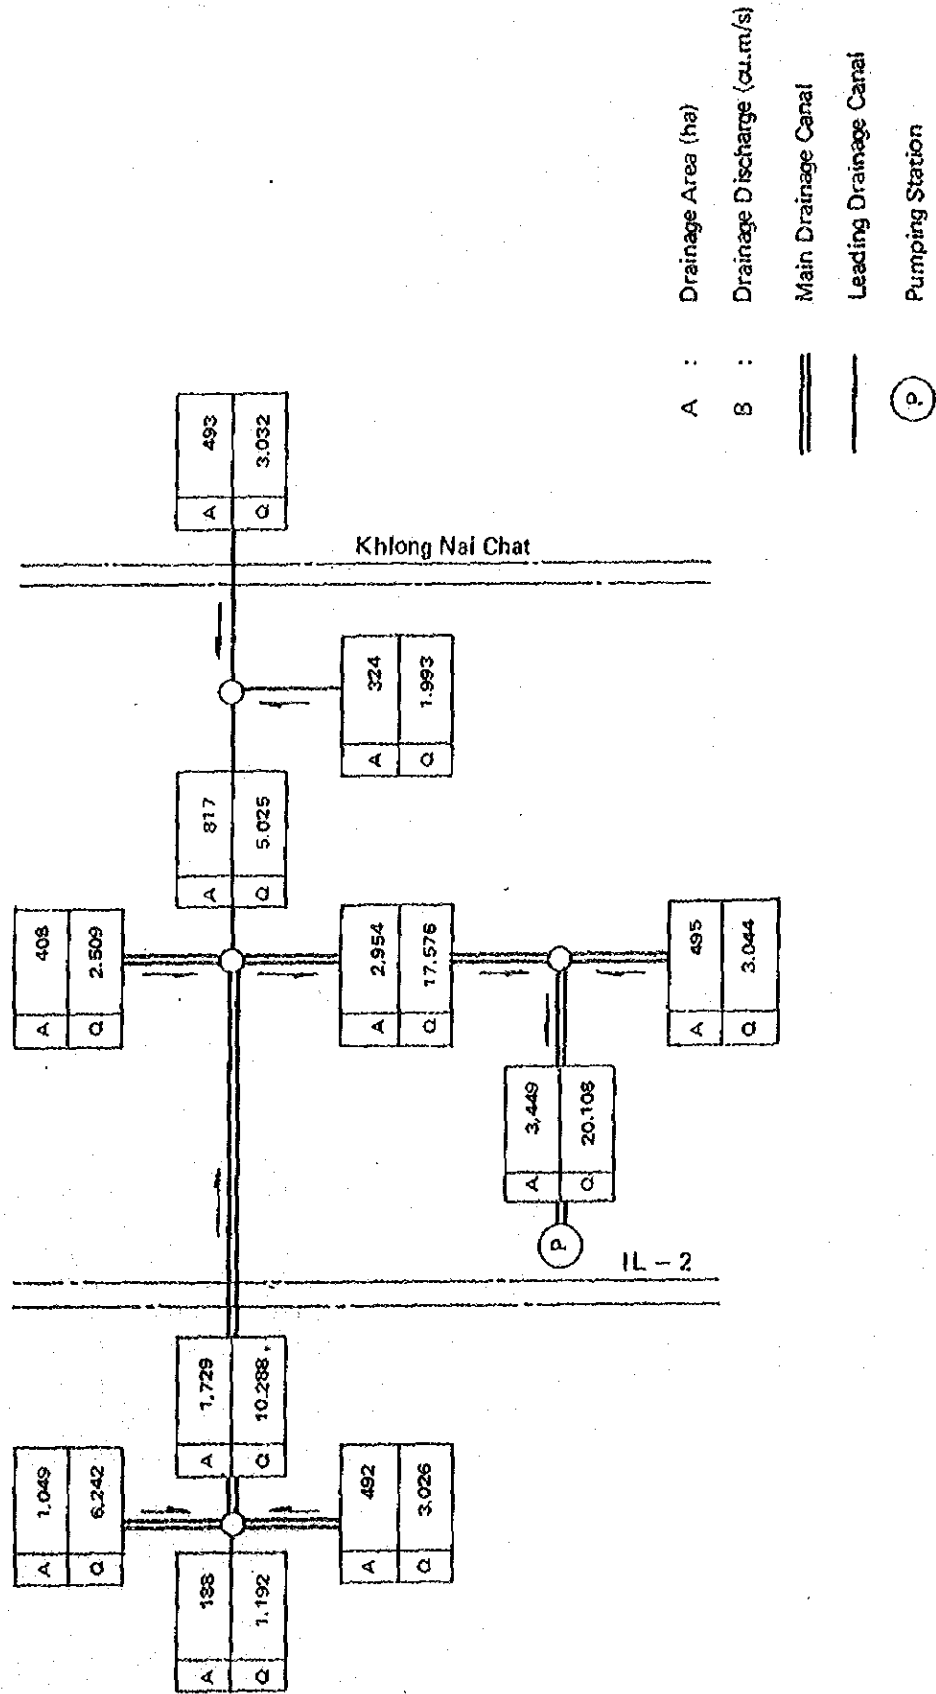 A 1.049
Q 6.242
A 408
Q 2.509
A 188
Q 1.192
A 1,729
Q 10.288
A 817
Q 5.025
A 493
Q 3.032
A 492
Q 3.026
A 2,954
Q 17.576
A 324
Q 1.993
Khlong Nai Chat
A 3,449
Q 20.108
P
IL – 2
A 495
Q 3.044
A : Drainage Area (ha)
B : Drainage Discharge (cu.m/s)
Main Drainage Canal
Leading Drainage Canal
P Pumping Station